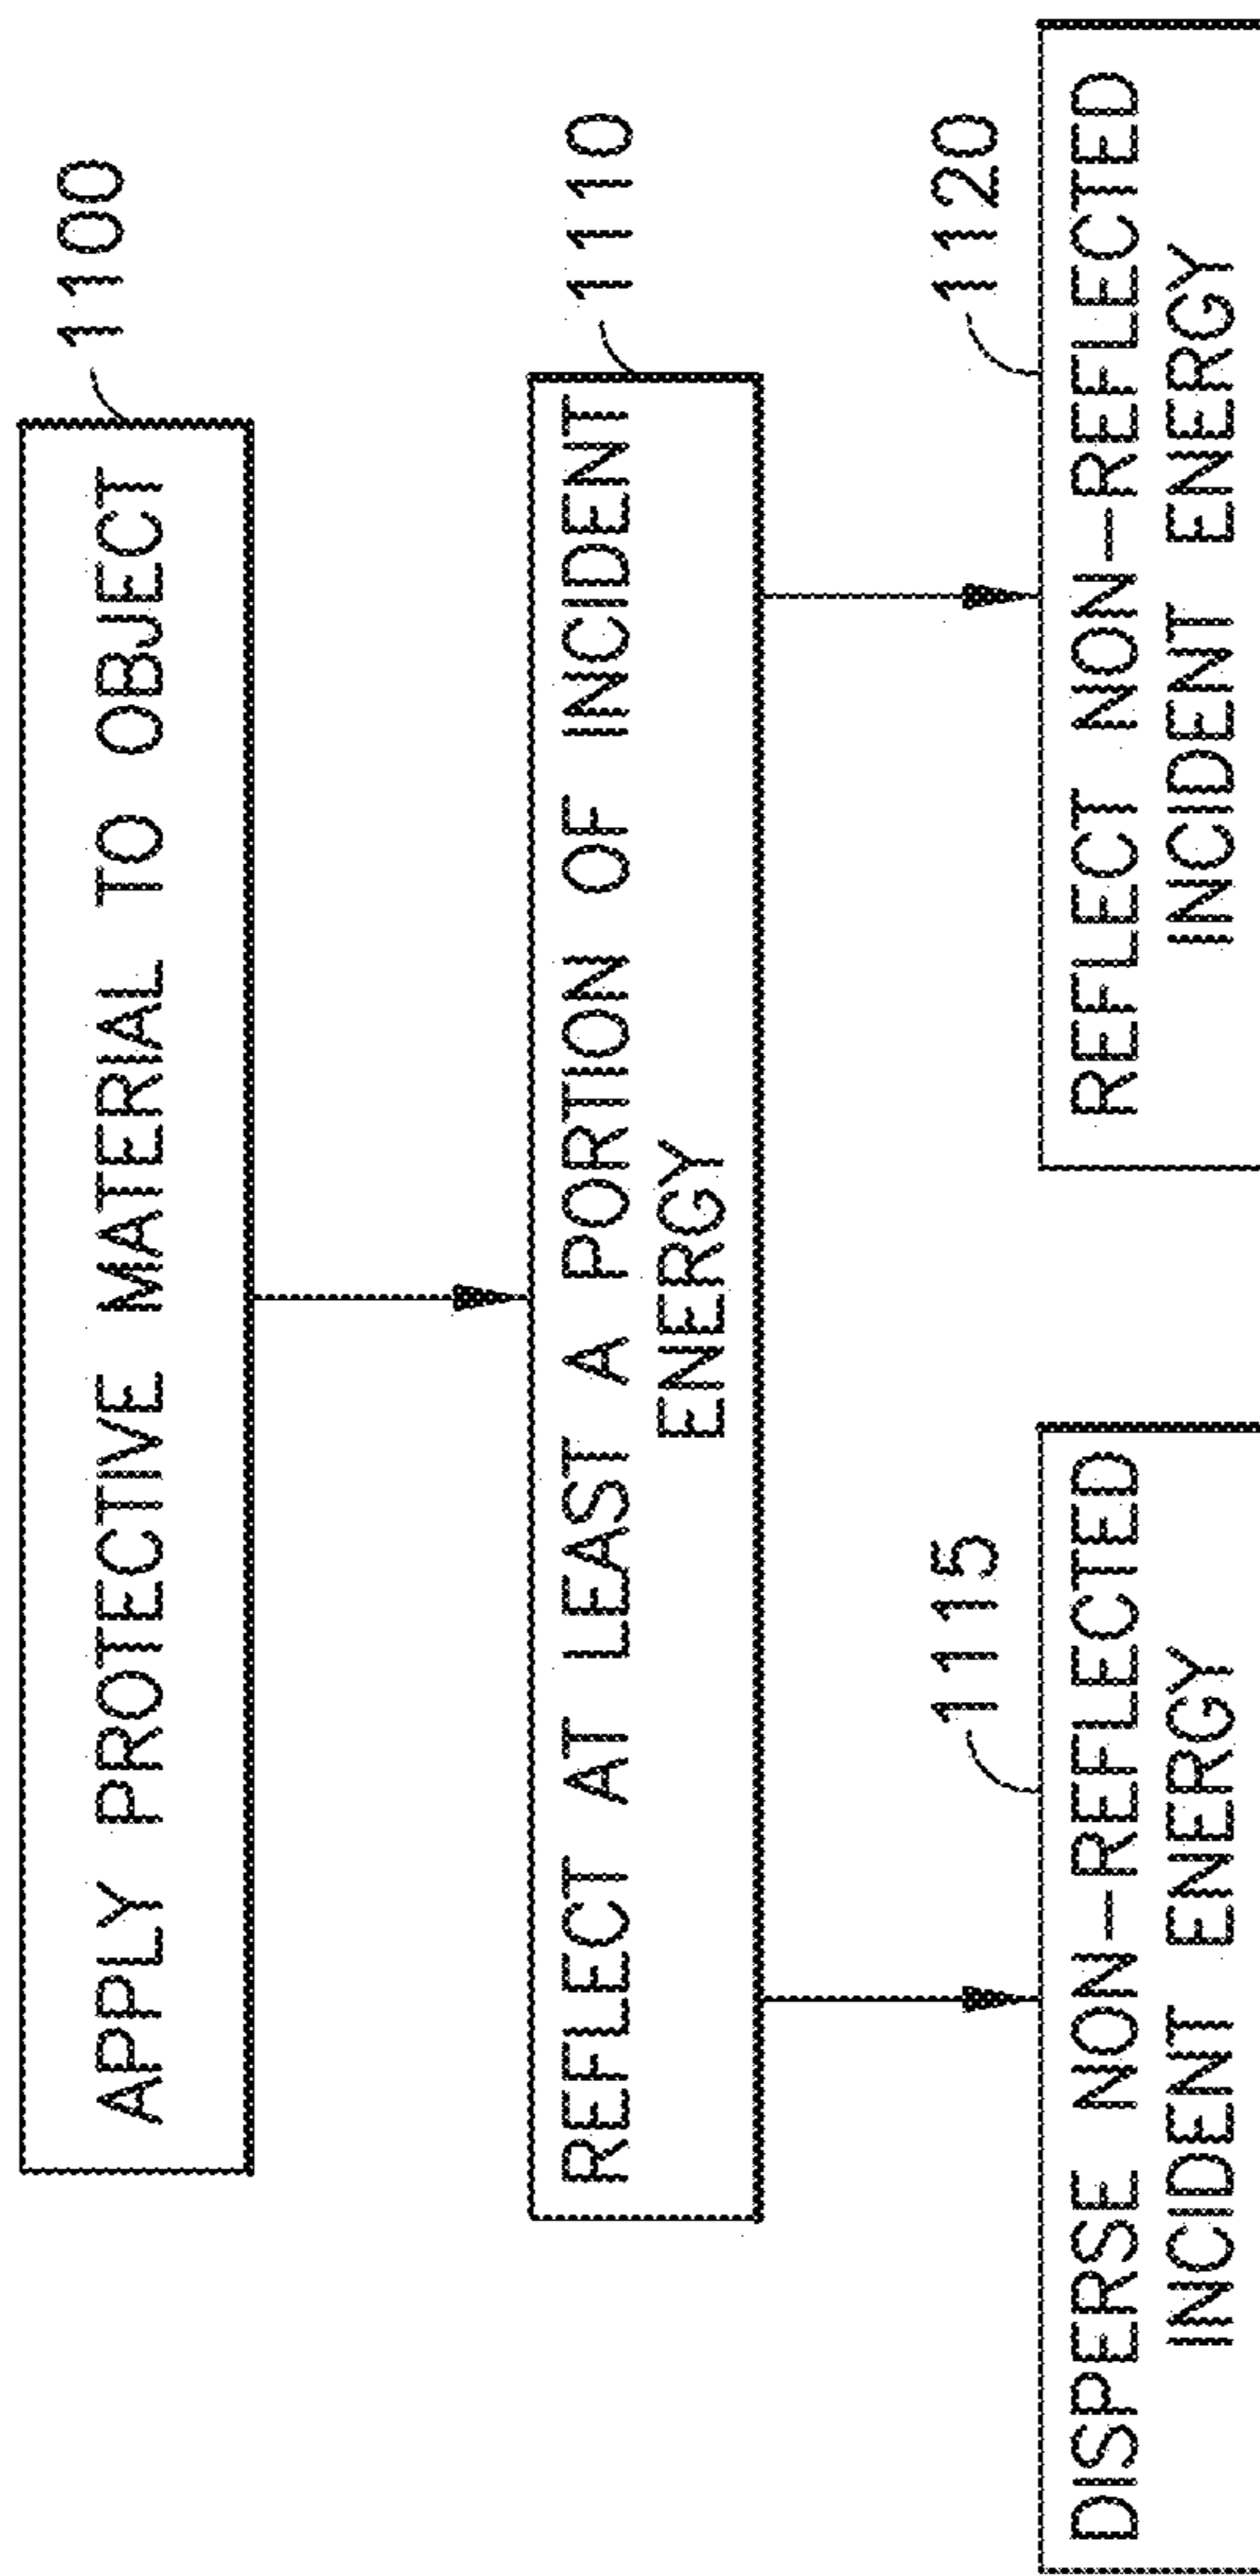 APPLY PROTECTIVE MATERIAL TO OBJECT
1100
REFLECT AT LEAST A PORTION OF INCIDENT
ENERGY
1110
DISPERSE NON-REFLECTED
INCIDENT ENERGY
1115
REFLECT NON-REFLECTED
INCIDENT ENERGY
1120